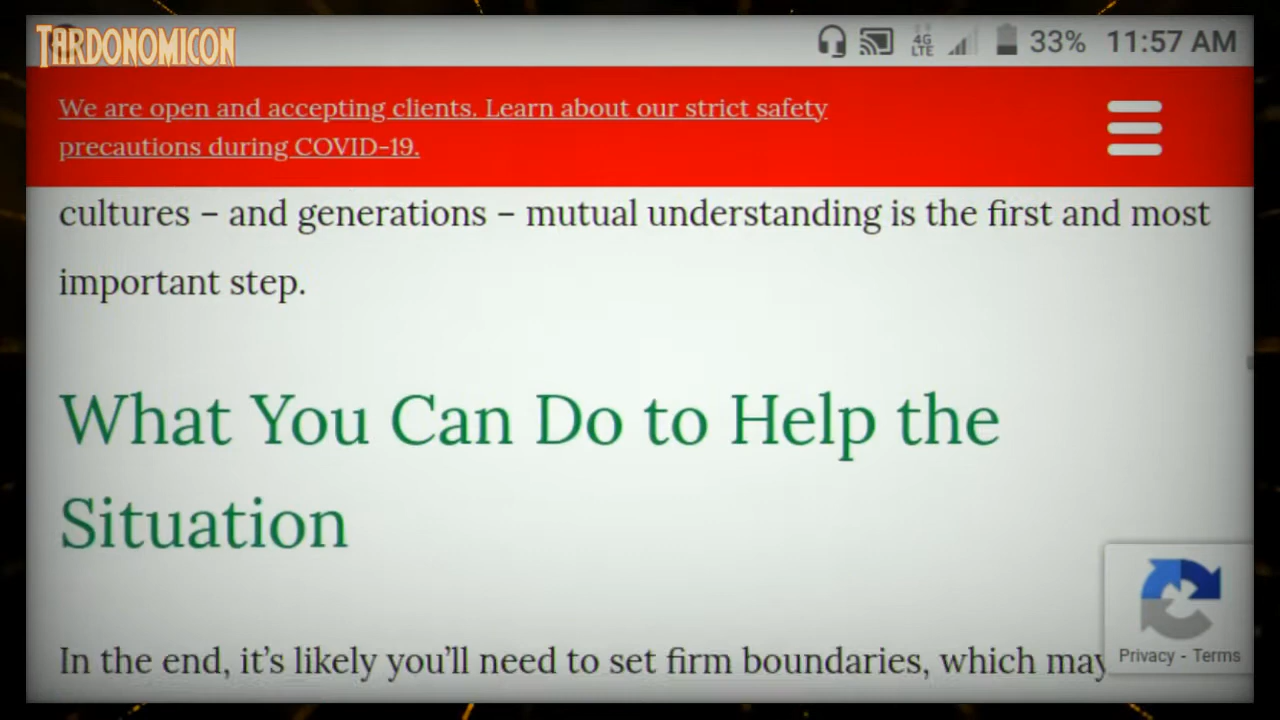 TARDONOMICON
4G
LTE
33% 11:57 AM
We are open and accepting clients. Learn about our strict safety
precautions during COVID-19.
cultures – and generations – mutual understanding is the first and most
important step.
What You Can Do to Help the
Situation
In the end, it’s likely you’ll need to set firm boundaries, which may
Privacy - Terms